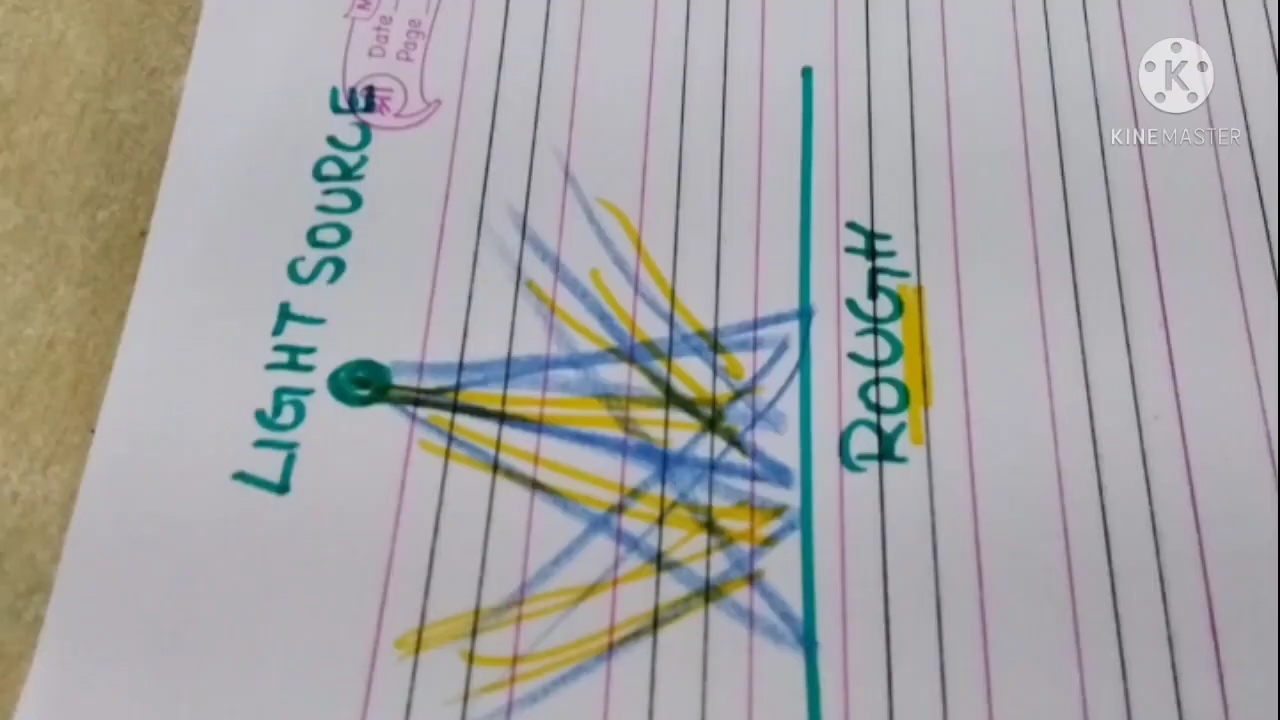 श्री
Date
Page
LIGHT SOURCE
ROUGH
KINEMASTER